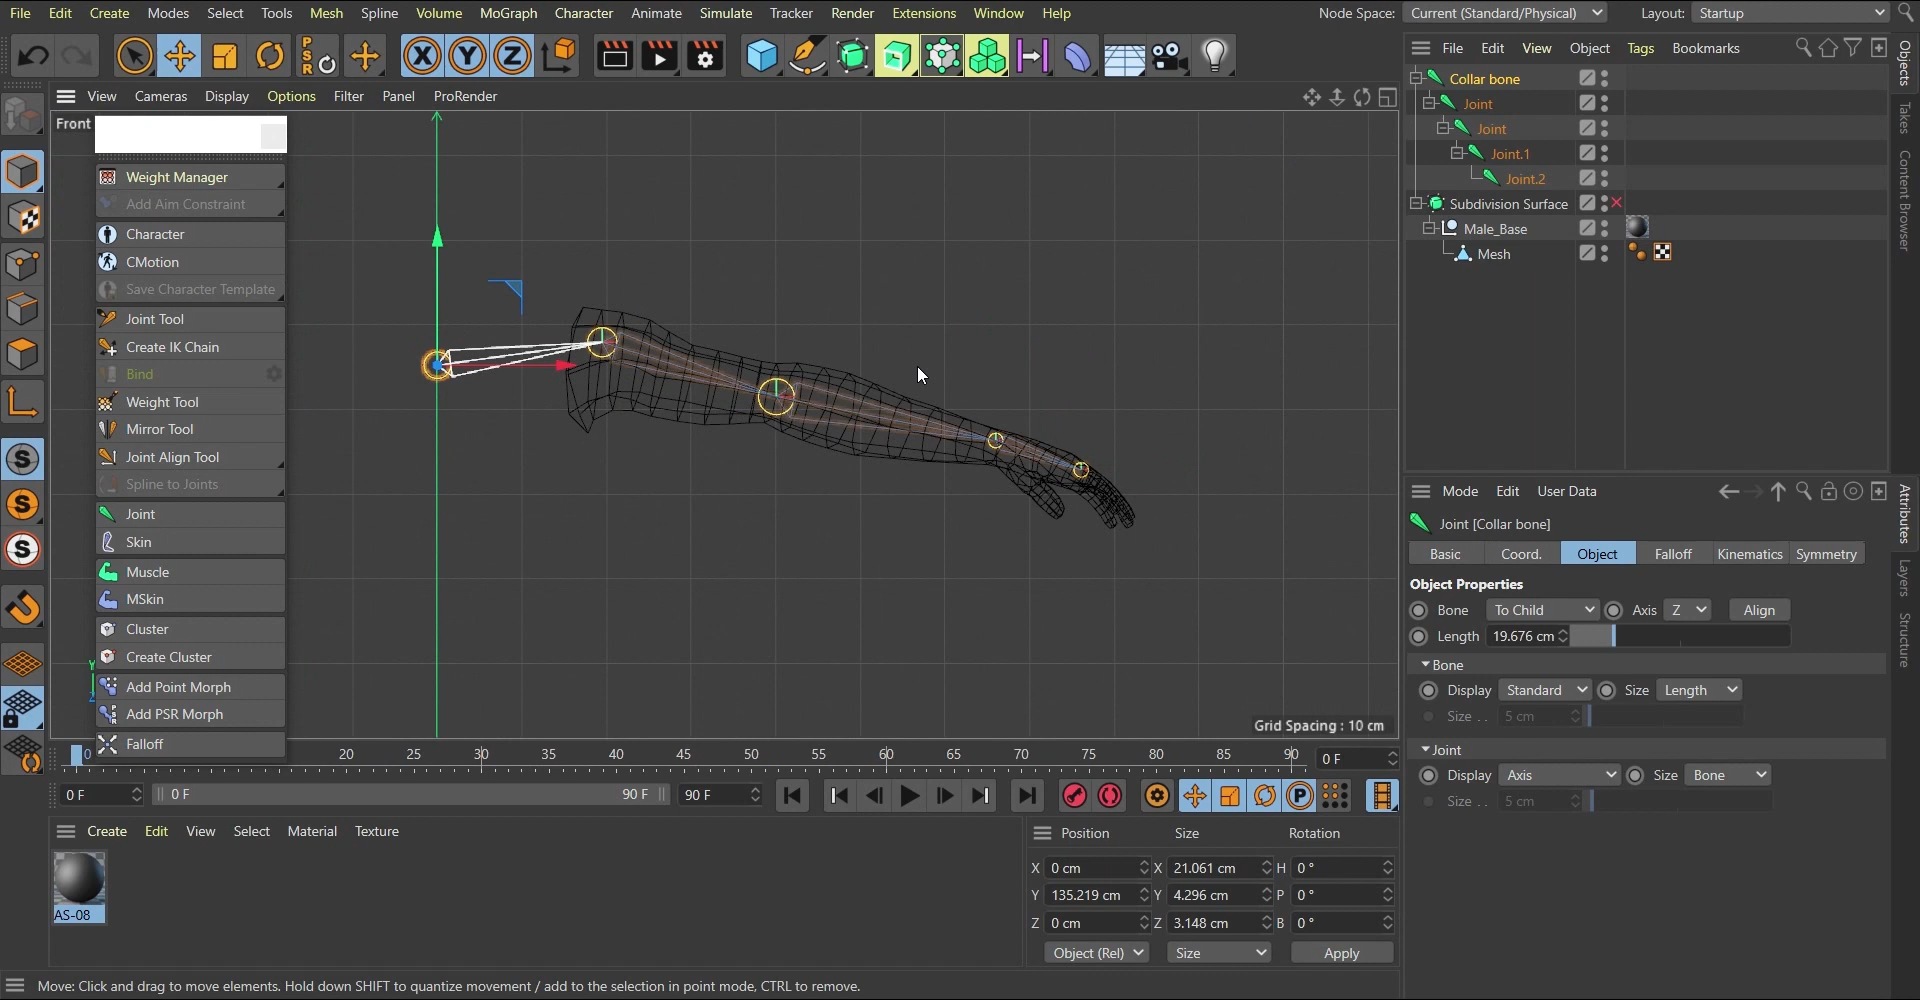 File Edit Create Modes Select Tools Mesh Spline Volume MoGraph Character Animate Simulate Tracker Render Extensions Window Help Node Space: Current (Standard/Physical) Layout: Startup
View Cameras Display Options Filter Panel ProRender
Front
Weight Manager
Add Aim Constraint
Character
CMotion
Save Character Template
Joint Tool
Create IK Chain
Bind
Weight Tool
Mirror Tool
Joint Align Tool
Spline to Joints
Joint
Skin
Muscle
MSkin
Cluster
Create Cluster
Add Point Morph
Add PSR Morph
Falloff
Grid Spacing : 10 cm
0 20 25 30 35 40 45 50 55 60 65 70 75 80 85 90 0 F
0 F 0 F 90 F 90 F
Create Edit View Select Material Texture
AS-08
Position Size Rotation
X 0 cm X 21.061 cm H 0 °
Y 135.219 cm Y 4.296 cm P 0 °
Z 0 cm Z 3.148 cm B 0 °
Object (Rel) Size Apply
Move: Click and drag to move elements. Hold down SHIFT to quantize movement / add to the selection in point mode, CTRL to remove.
File Edit View Object Tags Bookmarks
Collar bone
Joint
Joint
Joint.1
Joint.2
Subdivision Surface
Male_Base
Mesh
Objects
Takes
Content Browser
Mode Edit User Data
Joint [Collar bone]
Basic Coord. Object Falloff Kinematics Symmetry
Object Properties
Bone To Child Axis Z Align
Length 19.676 cm
Bone
Display Standard Size Length
Size . . 5 cm
Joint
Display Axis Size Bone
Size . . 5 cm
Attributes
Layers
Structure